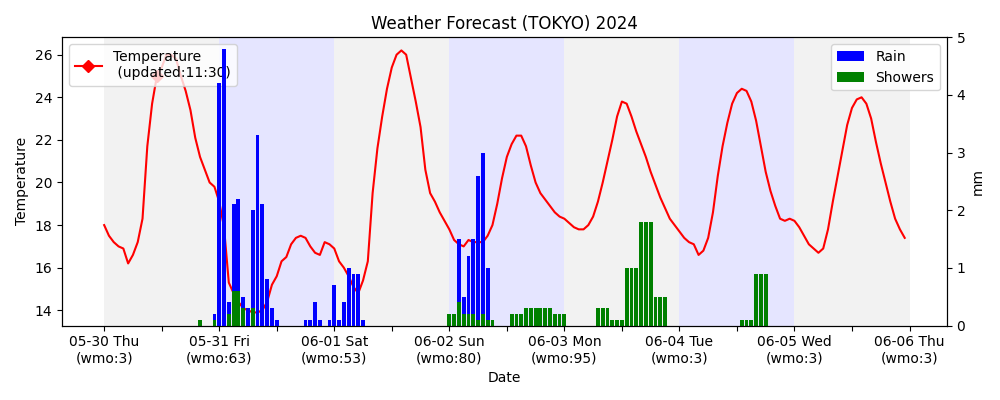 Weather Forecast (TOKYO) 2024
Temperature
(updated:11:30)
Rain
Showers
26
24
22
20
18
16
14
Temperature
5
4
3
2
1
0
mm
05-30 Thu
(wmo:3)
05-31 Fri
(wmo:63)
06-01 Sat
(wmo:53)
06-02 Sun
(wmo:80)
06-03 Mon
(wmo:95)
06-04 Tue
(wmo:3)
06-05 Wed
(wmo:3)
06-06 Thu
(wmo:3)
Date